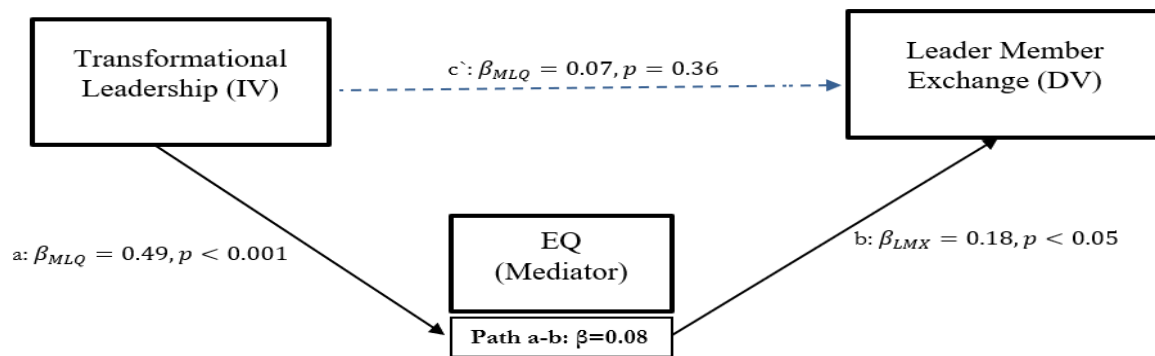 Transformational
Leadership (IV)
c`: β_MLQ = 0.07, p = 0.36
Leader Member
Exchange (DV)
a: β_MLQ = 0.49, p < 0.001
EQ
(Mediator)
b: β_LMX = 0.18, p < 0.05
Path a-b: β=0.08